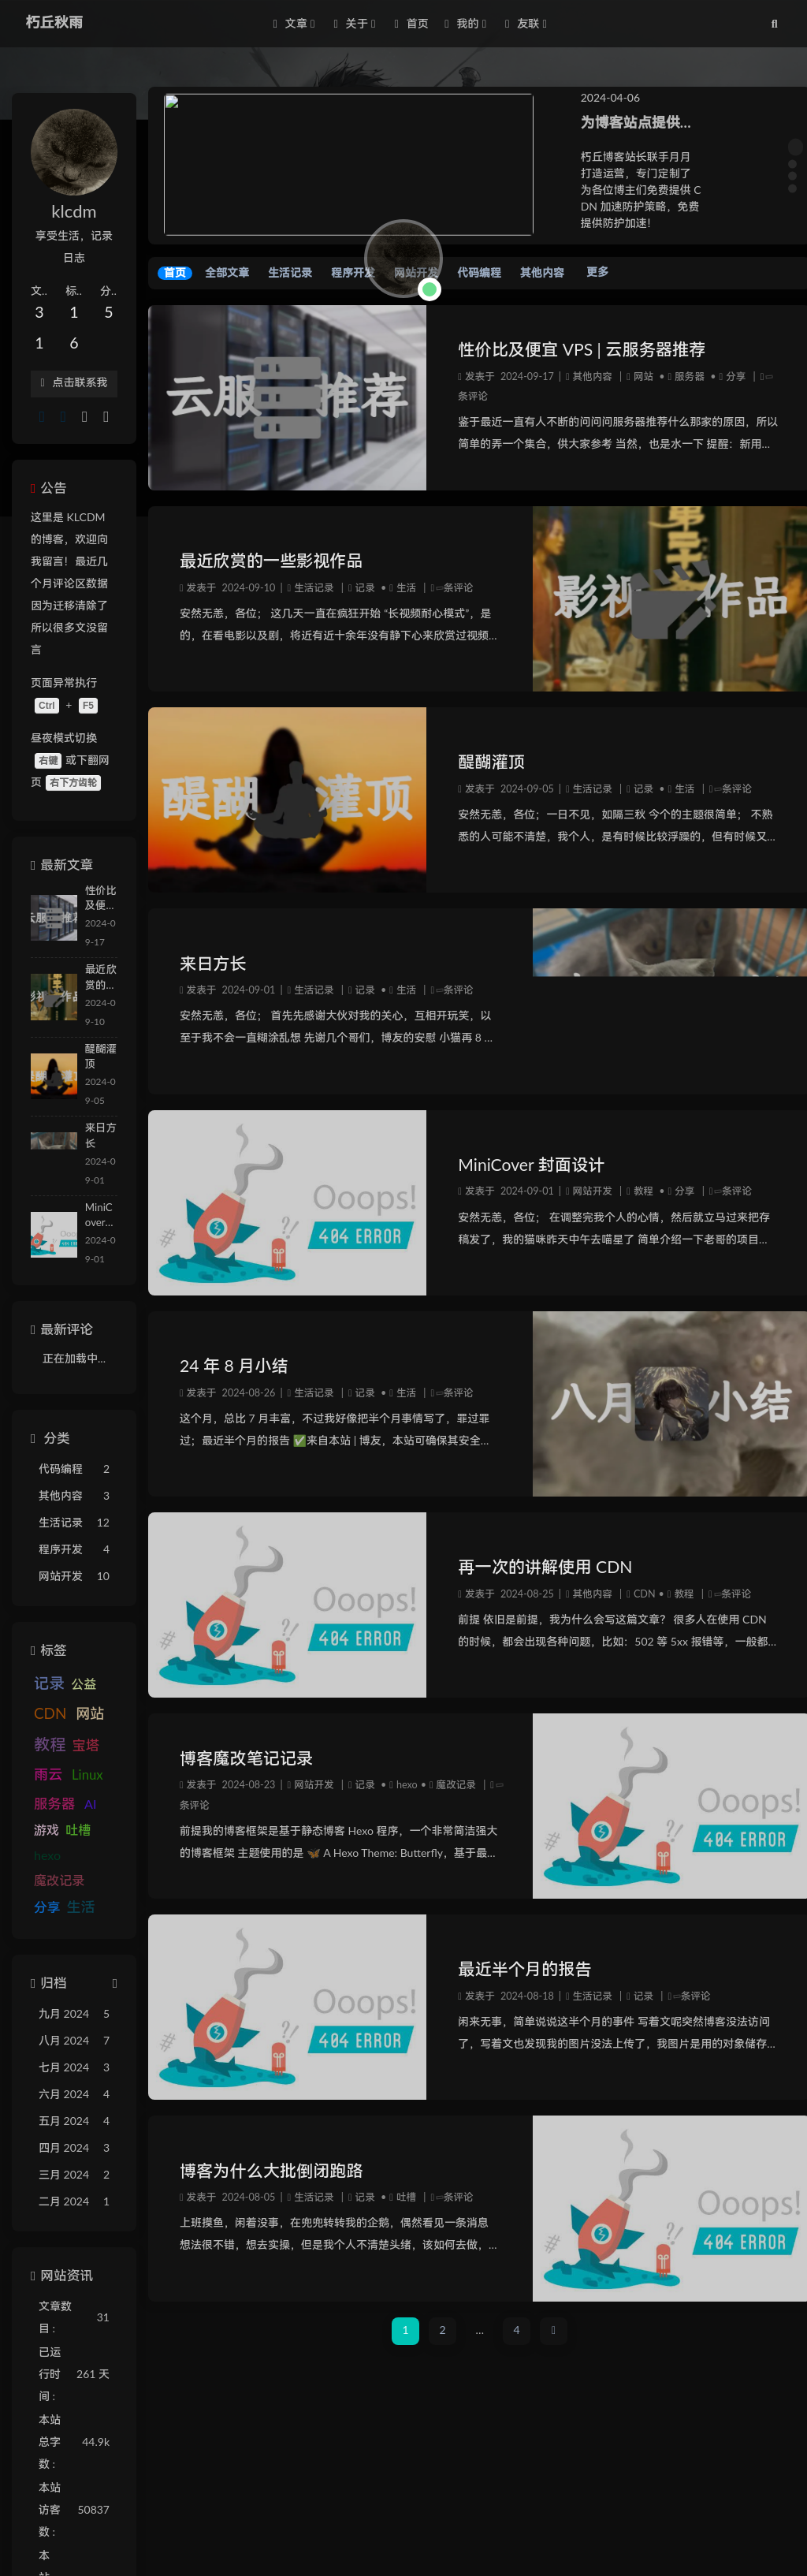 朽丘秋雨
文章
关于
首页
我的
友联
klcdm
享受生活，记录
日志
文..
标..
分..
3
1
5
1
6
点击联系我
公告
这里是 KLCDM
的博客，欢迎向
我留言！最近几
个月评论区数据
因为迁移清除了
所以很多文没留
言
页面异常执行
Ctrl + F5
昼夜模式切换
右键 或下翻网
页 右下方齿轮
最新文章
性价比
及便...
2024-0
9-17
最近欣
赏的...
2024-0
9-10
醍醐灌
顶
2024-0
9-05
来日方
长
2024-0
9-01
MiniC
over...
2024-0
9-01
最新评论
正在加载中...
分类
代码编程 2
其他内容 3
生活记录 12
程序开发 4
网站开发 10
标签
记录 公益
CDN 网站
教程 宝塔
雨云 Linux
服务器 AI
游戏 吐槽
hexo
魔改记录
分享 生活
归档
九月 2024 5
八月 2024 7
七月 2024 3
六月 2024 4
五月 2024 4
四月 2024 3
三月 2024 2
二月 2024 1
网站资讯
文章数
目 :
31
已运
行时
间 :
261 天
本站
总字
数 :
44.9k
本站
访客
数 :
50837
本
2024-04-06
为博客站点提供...
朽丘博客站长联手月月
打造运营，专门定制了
为各位博主们免费提供 C
DN 加速防护策略，免费
提供防护加速！
首页 全部文章 生活记录 程序开发 网站开发 代码编程 其他内容 更多
云服 推荐
性价比及便宜 VPS | 云服务器推荐
发表于 2024-09-17 | 其他内容 | 网站 • 服务器 • 分享 |
条评论
鉴于最近一直有人不断的问问问服务器推荐什么那家的原因，所以
简单的弄一个集合，供大家参考 当然，也是水一下 提醒：新用...
最近欣赏的一些影视作品
发表于 2024-09-10 | 生活记录 | 记录 • 生活 | 条评论
安然无恙，各位； 这几天一直在疯狂开始 “长视频耐心模式“，是
的，在看电影以及剧，将近有近十余年没有静下心来欣赏过视频...
影视 作品
醍醐 灌顶
醍醐灌顶
发表于 2024-09-05 | 生活记录 | 记录 • 生活 | 条评论
安然无恙，各位；一日不见，如隔三秋 今个的主题很简单； 不熟
悉的人可能不清楚，我个人，是有时候比较浮躁的，但有时候又...
来日方长
发表于 2024-09-01 | 生活记录 | 记录 • 生活 | 条评论
安然无恙，各位； 首先先感谢大伙对我的关心，互相开玩笑，以
至于我不会一直糊涂乱想 先谢几个哥们，博友的安慰 小猫再 8 ...
Ooops!
404 ERROR
MiniCover 封面设计
发表于 2024-09-01 | 网站开发 | 教程 • 分享 | 条评论
安然无恙，各位； 在调整完我个人的心情，然后就立马过来把存
稿发了，我的猫咪昨天中午去喵星了 简单介绍一下老哥的项目...
24 年 8 月小结
发表于 2024-08-26 | 生活记录 | 记录 • 生活 | 条评论
这个月，总比 7 月丰富，不过我好像把半个月事情写了，罪过罪
过；最近半个月的报告 ✅来自本站 | 博友，本站可确保其安全...
八月 小结
Ooops!
404 ERROR
再一次的讲解使用 CDN
发表于 2024-08-25 | 其他内容 | CDN • 教程 | 条评论
前提 依旧是前提，我为什么会写这篇文章？ 很多人在使用 CDN
的时候，都会出现各种问题，比如：502 等 5xx 报错等，一般都...
博客魔改笔记记录
发表于 2024-08-23 | 网站开发 | 记录 • hexo • 魔改记录 |
条评论
前提我的博客框架是基于静态博客 Hexo 程序，一个非常简洁强大
的博客框架 主题使用的是 🦋 A Hexo Theme: Butterfly，基于最...
Ooops!
404 ERROR
Ooops!
404 ERROR
最近半个月的报告
发表于 2024-08-18 | 生活记录 | 记录 | 条评论
闲来无事，简单说说这半个月的事件 写着文呢突然博客没法访问
了，写着文也发现我的图片没法上传了，我图片是用的对象储存...
博客为什么大批倒闭跑路
发表于 2024-08-05 | 生活记录 | 记录 • 吐槽 | 条评论
上班摸鱼，闲着没事，在兜兜转转我的企鹅，偶然看见一条消息
想法很不错，想去实操，但是我个人不清楚头绪，该如何去做，...
Ooops!
404 ERROR
1 2 ... 4